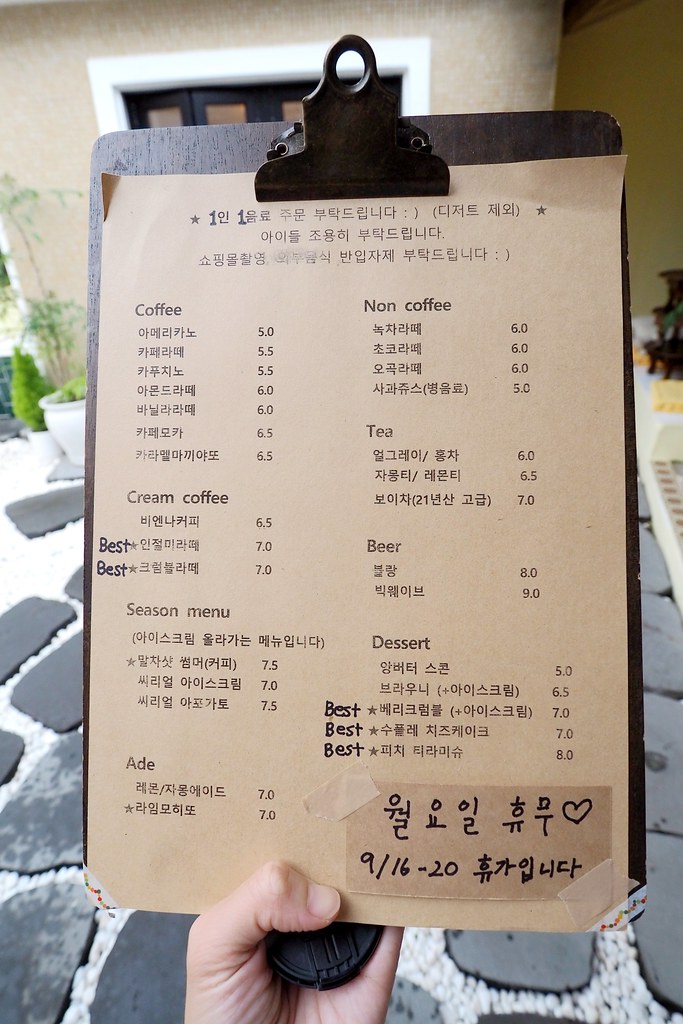 ★ 1인 1음료 주문 부탁드립니다 : ) (디저트 제외) ★
아이들 조용히 부탁드립니다.
쇼핑몰촬영, 외부음식 반입자제 부탁드립니다 : )
Coffee
아메리카노 5.0
카페라떼 5.5
카푸치노 5.5
아몬드라떼 6.0
바닐라라떼 6.0
카페모카 6.5
카라멜마끼야또 6.5
Cream coffee
비엔나커피 6.5
Best★인절미라떼 7.0
Best★크럼블라떼 7.0
Season menu
(아이스크림 올라가는 메뉴입니다)
★말차샷 썸머(커피) 7.5
씨리얼 아이스크림 7.0
씨리얼 아포가토 7.5
Ade
레몬/자몽에이드 7.0
★라임모히또 7.0
Non coffee
녹차라떼 6.0
초코라떼 6.0
오곡라떼 6.0
사과쥬스(병음료) 5.0
Tea
얼그레이/ 홍차 6.0
자몽티/ 레몬티 6.5
보이차(21년산 고급) 7.0
Beer
블랑 8.0
빅웨이브 9.0
Dessert
앙버터 스콘 5.0
브라우니 (+아이스크림) 6.5
Best ★베리크럼블 (+아이스크림) 7.0
Best ★수플레 치즈케이크 7.0
Best ★피치 티라미슈 8.0
월요일 휴무♡
9/16-20 휴가입니다